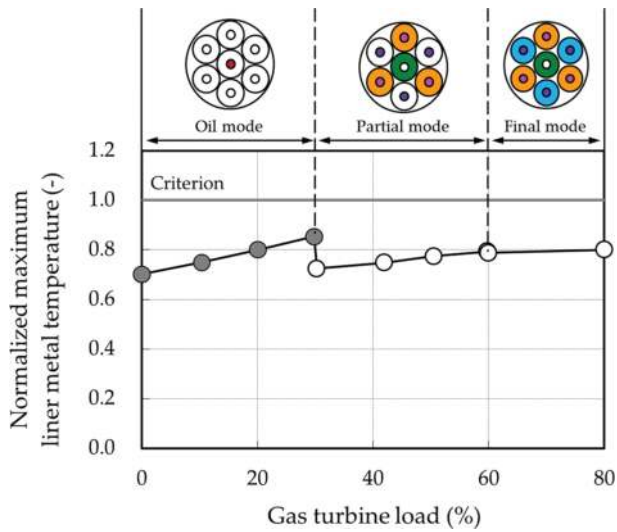 Oil mode
Partial mode
Final mode
1.2
Criterion
1.0
0.8
0.6
0.4
0.2
0.0
Normalized maximum
liner metal temperature (-)
0
20
40
60
80
Gas turbine load (%)